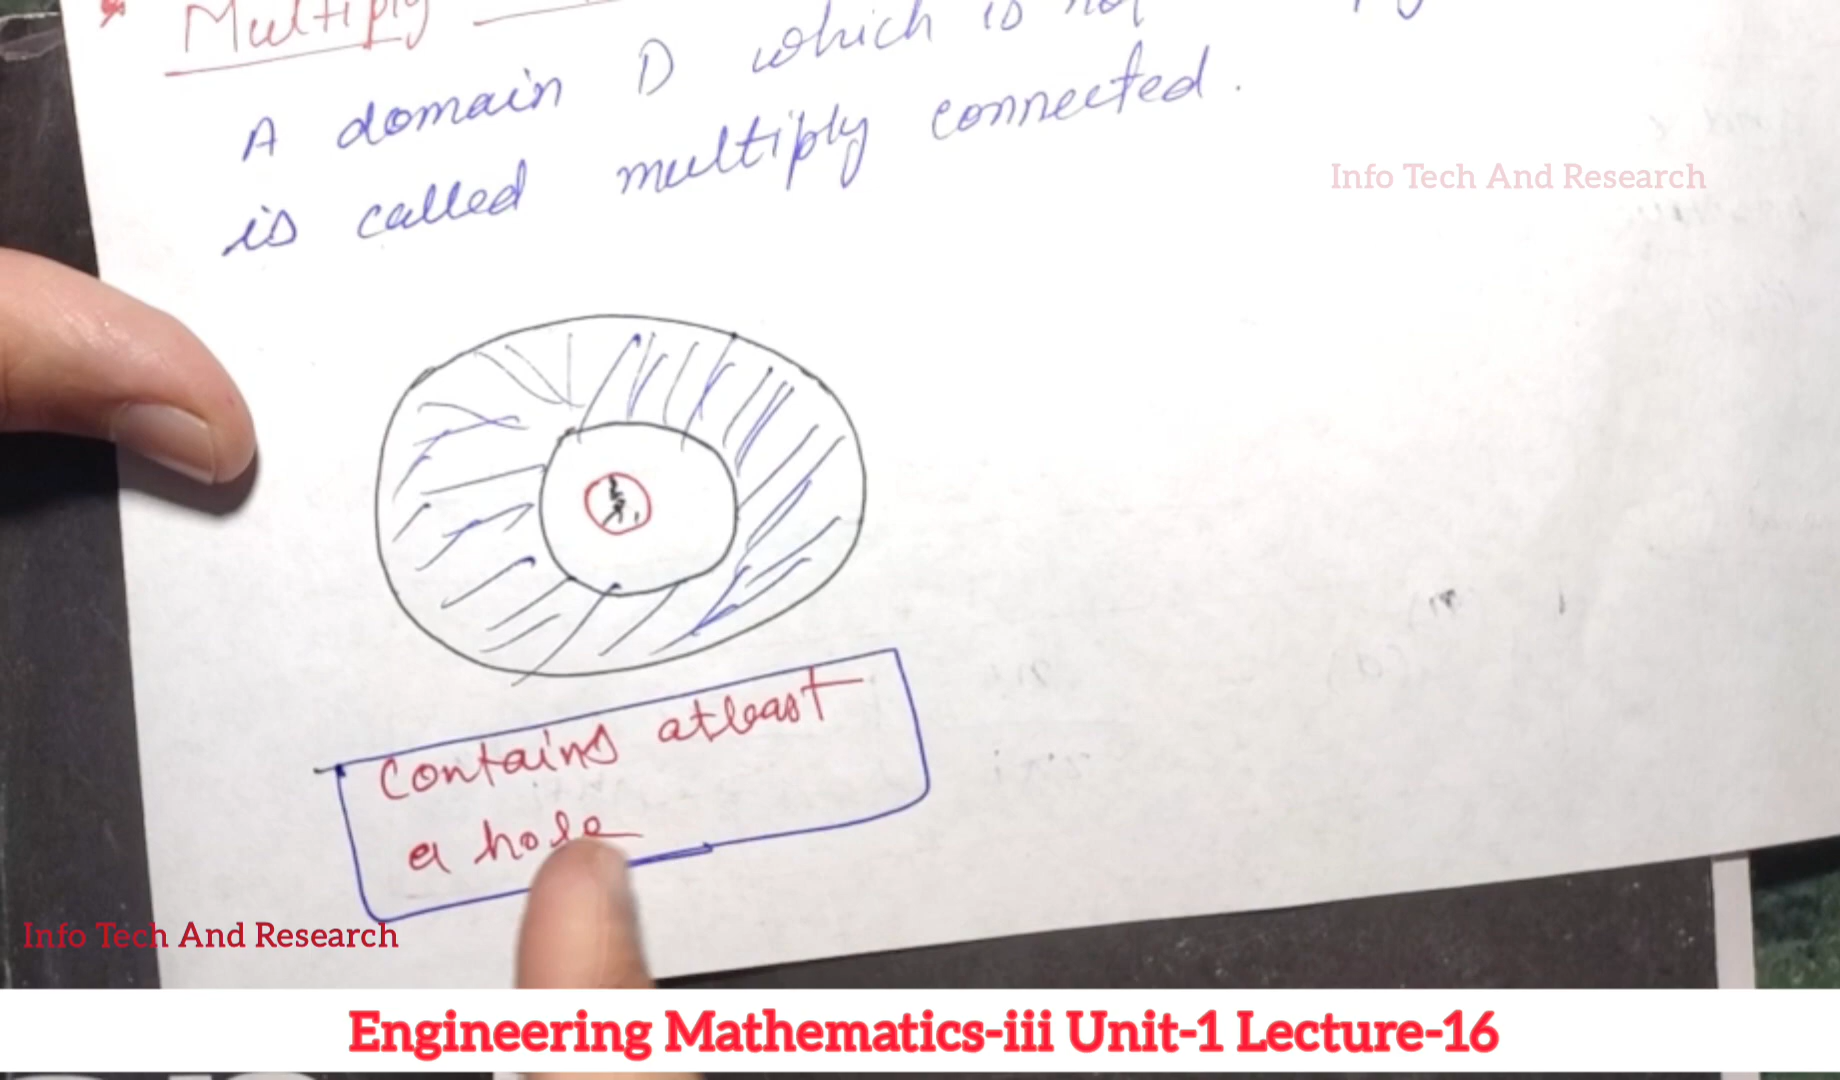 Multiply
A domain D which is
is called multiply connected.
Info Tech And Research
contains atleast
a hole
Info Tech And Research
Engineering Mathematics-iii Unit-1 Lecture-16